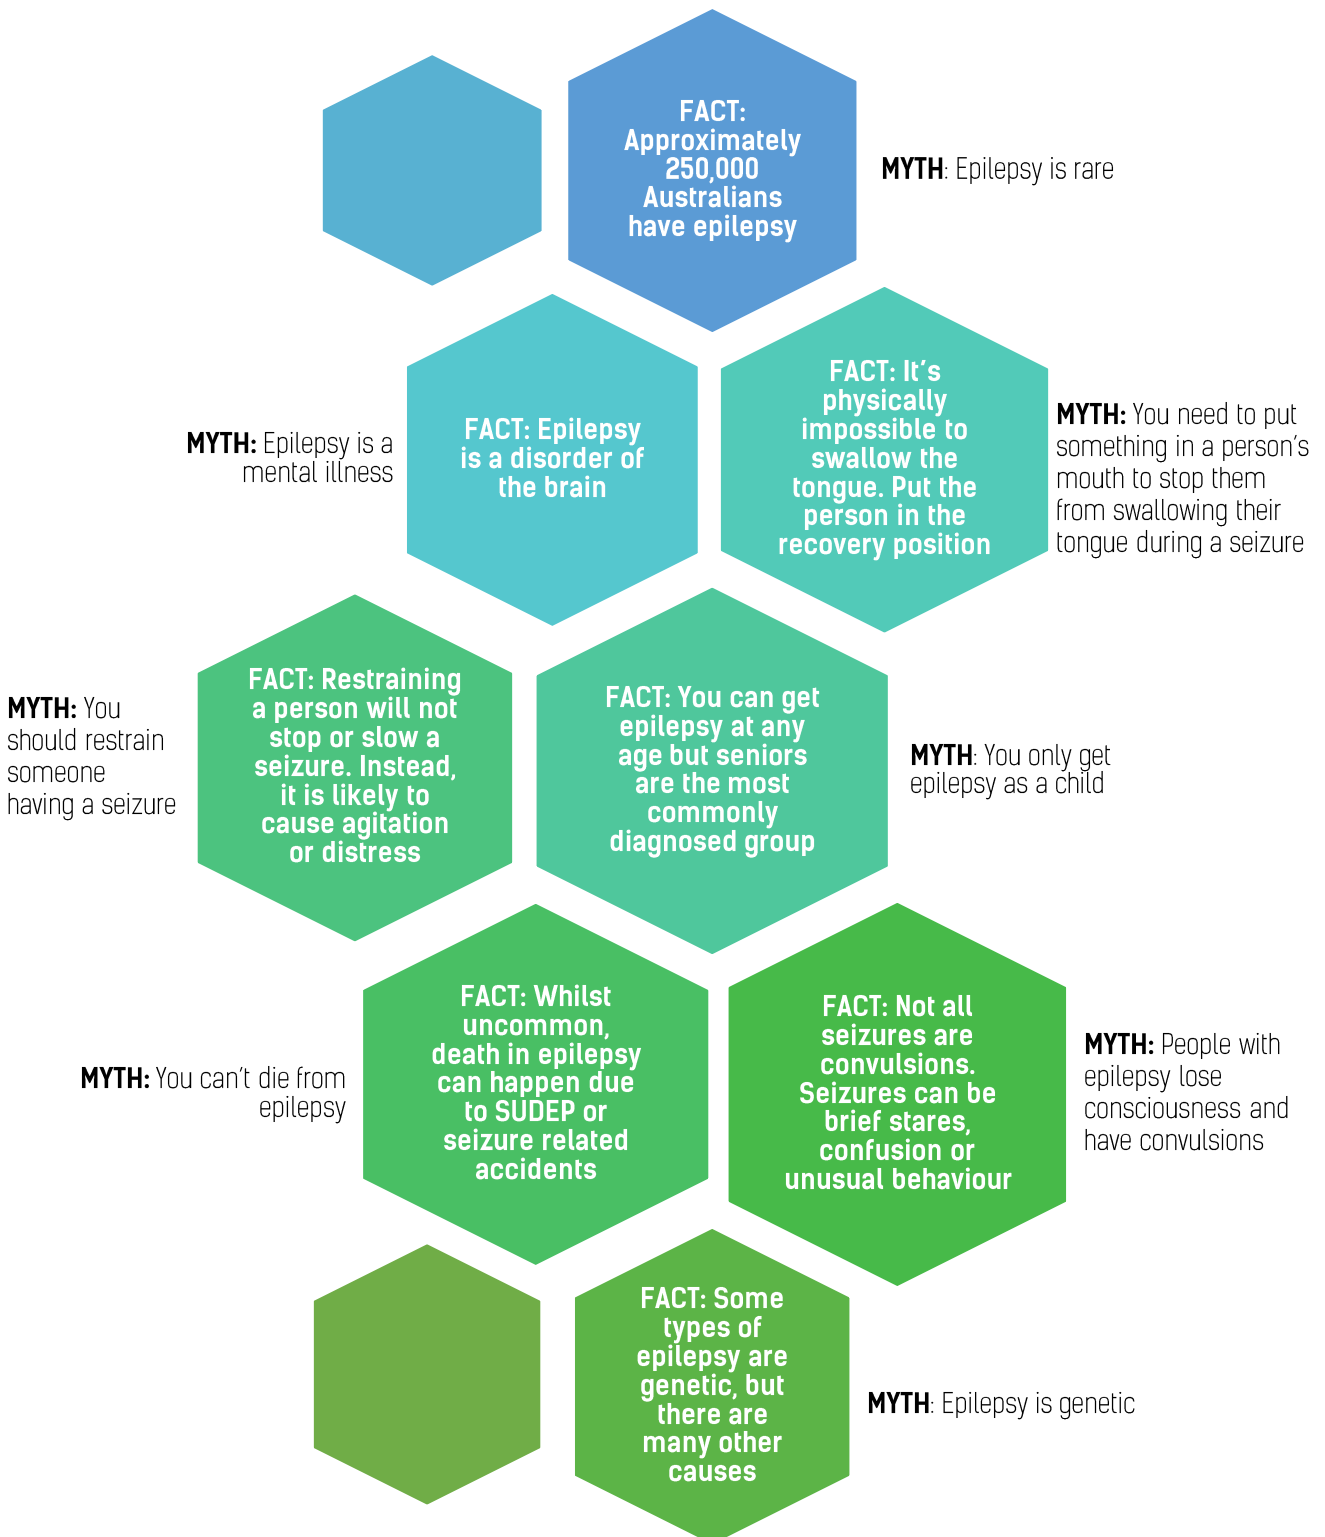 FACT:
Approximately
250,000
Australians
have epilepsy
MYTH: Epilepsy is rare
MYTH: Epilepsy is a
mental illness
FACT: Epilepsy
is a disorder of
the brain
FACT: It's
physically
impossible to
swallow the
tongue. Put the
person in the
recovery position
MYTH: You need to put
something in a person's
mouth to stop them
from swallowing their
tongue during a seizure
MYTH: You
should restrain
someone
having a seizure
FACT: Restraining
a person will not
stop or slow a
seizure. Instead,
it is likely to
cause agitation
or distress
FACT: You can get
epilepsy at any
age but seniors
are the most
commonly
diagnosed group
MYTH: You only get
epilepsy as a child
MYTH: You can't die from
epilepsy
FACT: Whilst
uncommon,
death in epilepsy
can happen due
to SUDEP or
seizure related
accidents
FACT: Not all
seizures are
convulsions.
Seizures can be
brief stares,
confusion or
unusual behaviour
MYTH: People with
epilepsy lose
consciousness and
have convulsions
FACT: Some
types of
epilepsy are
genetic, but
there are
many other
causes
MYTH: Epilepsy is genetic